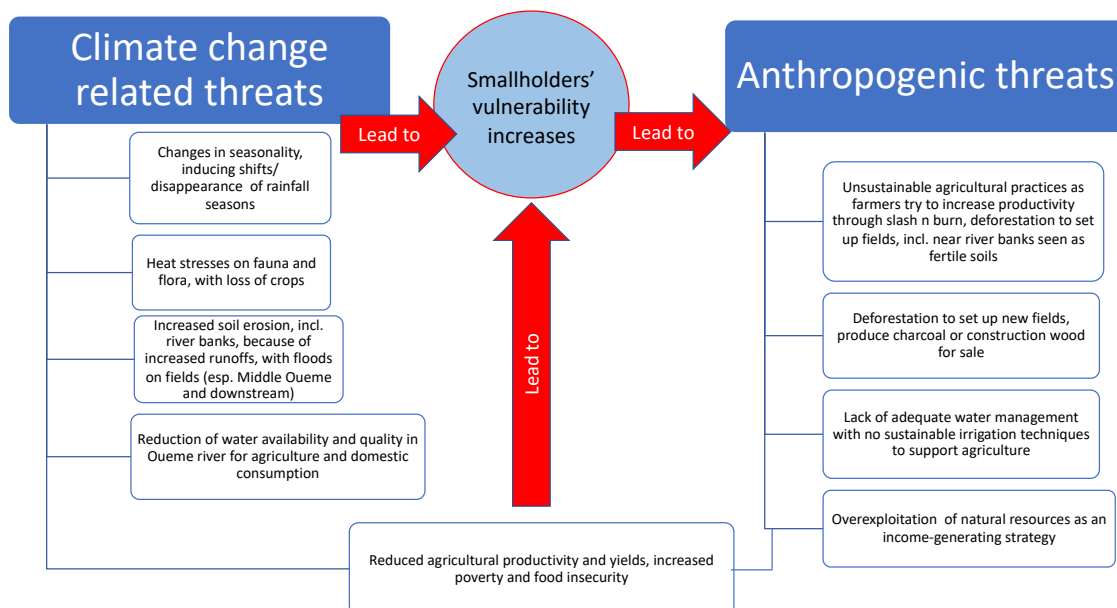 Climate change
related threats
Lead to
Smallholders’
vulnerability
increases
Lead to
Anthropogenic threats
Changes in seasonality,
inducing shifts/
disappearance of rainfall
seasons
Heat stresses on fauna and
flora, with loss of crops
Increased soil erosion, incl.
river banks, because of
increased runoffs, with floods
on fields (esp. Middle Oueme
and downstream)
Reduction of water availability and quality in
Oueme river for agriculture and domestic
consumption
Lead to
Unsustainable agricultural practices as
farmers try to increase productivity
through slash n burn, deforestation to set
up fields, incl. near river banks seen as
fertile soils
Deforestation to set up new fields,
produce charcoal or construction wood
for sale
Lack of adequate water management
with no sustainable irrigation techniques
to support agriculture
Overexploitation of natural resources as an
income-generating strategy
Reduced agricultural productivity and yields, increased
poverty and food insecurity